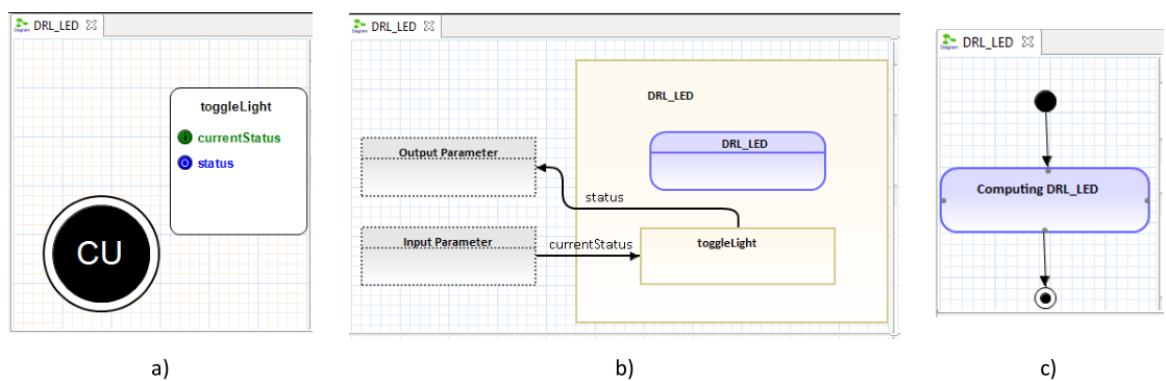 DRL_LED
toggleLight
I currentStatus
O status
CU
a)
DRL_LED
DRL_LED
DRL_LED
Output Parameter
status
Input Parameter
currentStatus
toggleLight
b)
DRL_LED
Computing DRL_LED
c)